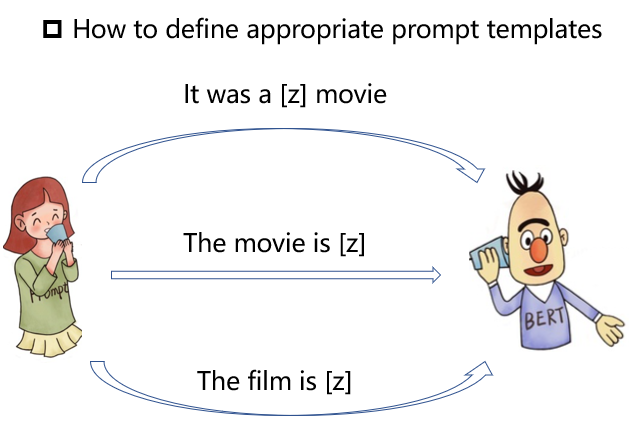 How to define appropriate prompt templates
It was a [z] movie
The movie is [z]
Prompt
BERT
The film is [z]